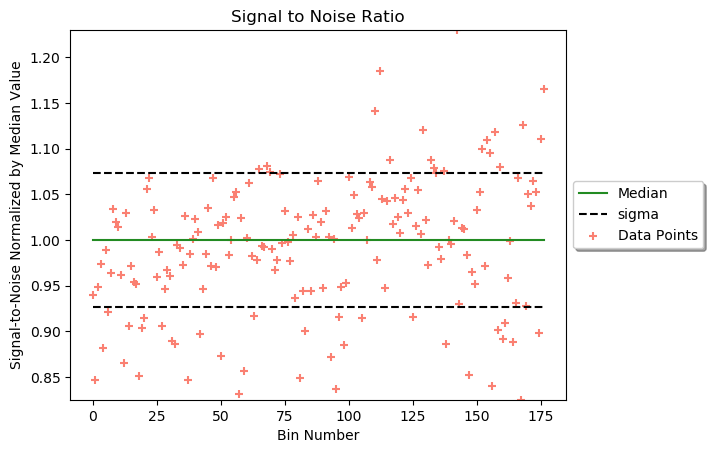 Signal to Noise Ratio
Signal-to-Noise Normalized by Median Value
1.20
1.15
1.10
1.05
1.00
0.95
0.90
0.85
0
25
50
75
100
125
150
175
Bin Number
Median
sigma
Data Points